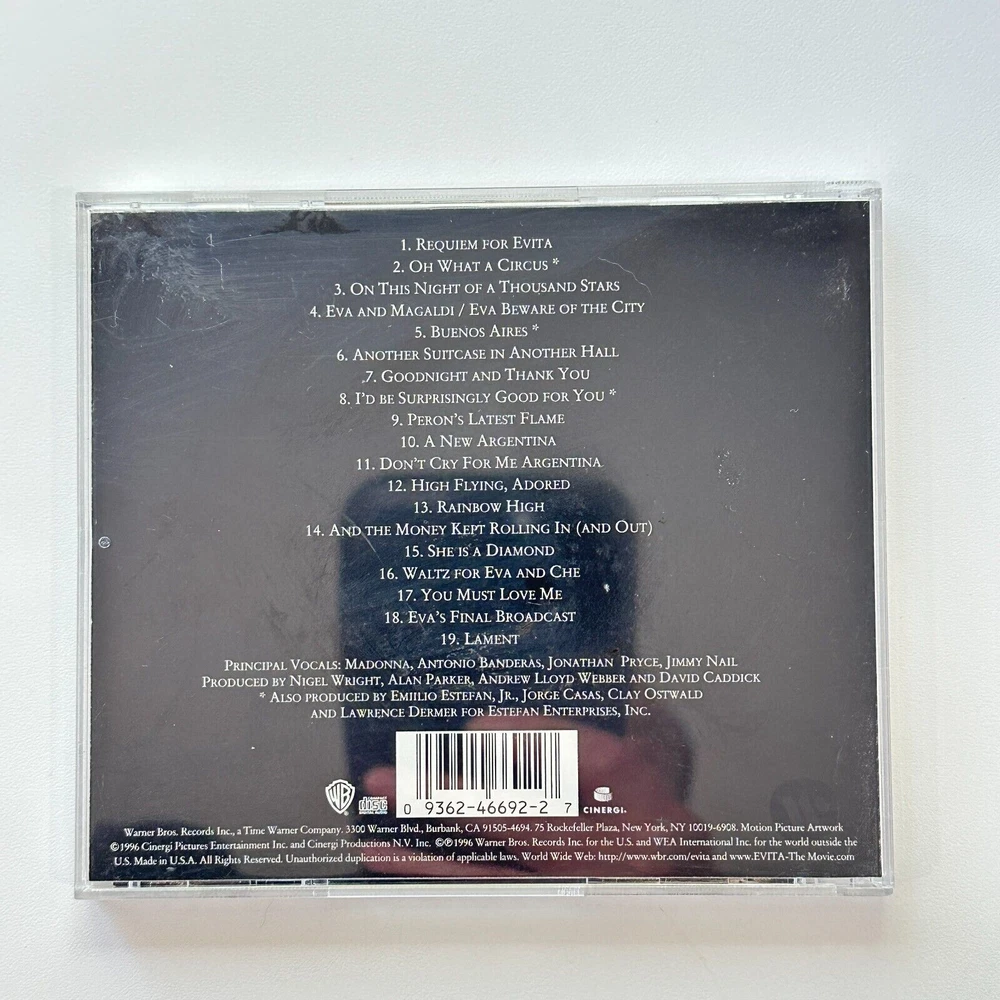 1. Requiem for Evita
2. Oh What a Circus *
3. On This Night of a Thousand Stars
4. Eva and Magaldi / Eva Beware of the City
5. Buenos Aires *
6. Another Suitcase in Another Hall
7. Goodnight and Thank You
8. I'd be Surprisingly Good for You *
9. Peron's Latest Flame
10. A New Argentina
11. Don't Cry For Me Argentina
12. High Flying, Adored
13. Rainbow High
14. And the Money Kept Rolling In (and Out)
15. She is a Diamond
16. Waltz for Eva and Che
17. You Must Love Me
18. Eva's Final Broadcast
19. Lament
Principal Vocals: Madonna, Antonio Banderas, Jonathan Pryce, Jimmy Nail
Produced by Nigel Wright, Alan Parker, Andrew Lloyd Webber and David Caddick
* Also produced by Emiilio Estefan, Jr., Jorge Casas, Clay Ostwald
and Lawrence Dermer for Estefan Enterprises, Inc.
WB COMPACT disc DIGITAL AUDIO 0 9362-46692-2 7 CINERGI.
Warner Bros. Records Inc., a Time Warner Company. 3300 Warner Blvd., Burbank, CA 91505-4694. 75 Rockefeller Plaza, New York, NY 10019-6908. Motion Picture Artwork
©1996 Cinergi Pictures Entertainment Inc. and Cinergi Productions N.V. Inc. ©℗1996 Warner Bros. Records Inc. for the U.S. and WEA International Inc. for the world outside the
U.S. Made in U.S.A. All Rights Reserved. Unauthorized duplication is a violation of applicable laws. World Wide Web: http://www.wbr.com/evita and www.EVITA-The Movie.com